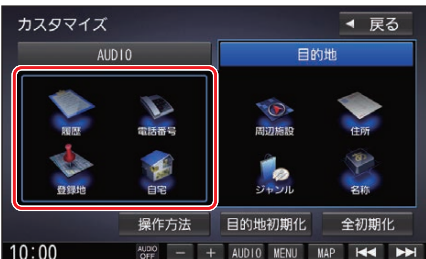 カスタマイズ
戻る
AUDIO 目的地
履歴 電話番号 周辺施設 住所
登録地 自宅 ジャンル 名称
操作方法 目的地初期化 全初期化
10:00 AUDIO OFF − + AUDIO MENU MAP